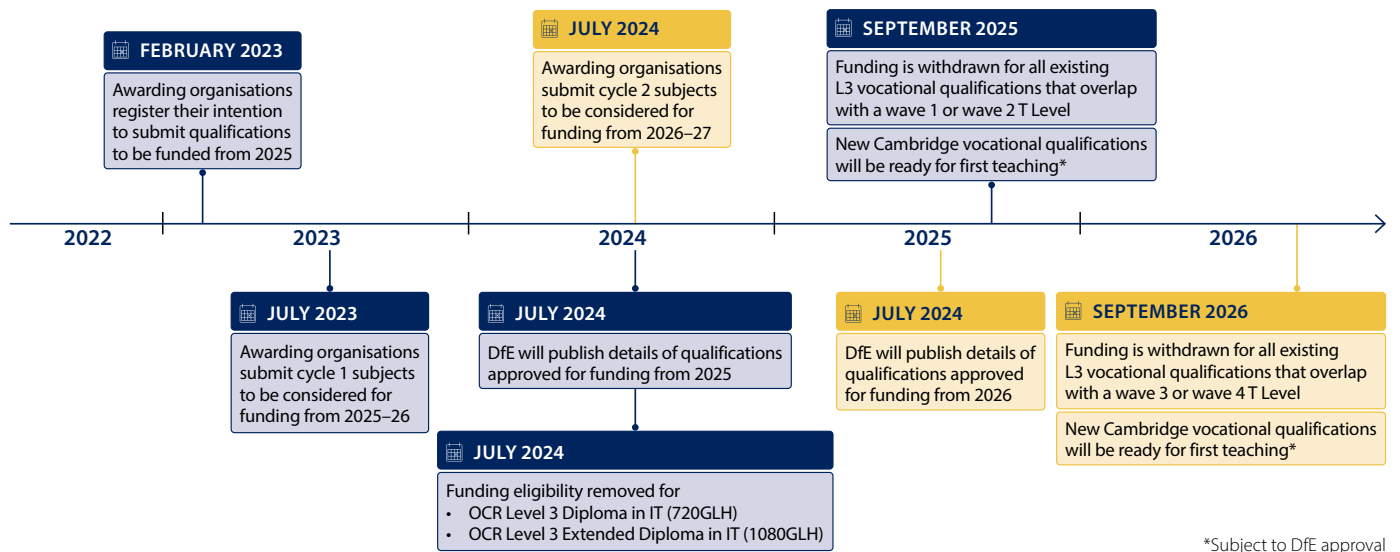 FEBRUARY 2023
Awarding organisations
register their intention
to submit qualifications
to be funded from 2025
JULY 2024
Awarding organisations
submit cycle 2 subjects
to be considered for
funding from 2026–27
SEPTEMBER 2025
Funding is withdrawn for all existing
L3 vocational qualifications that overlap
with a wave 1 or wave 2 T Level
New Cambridge vocational qualifications
will be ready for first teaching*
2022
2023
2024
2025
2026
JULY 2023
Awarding organisations
submit cycle 1 subjects
to be considered for
funding from 2025–26
JULY 2024
DfE will publish details of qualifications
approved for funding from 2025
JULY 2024
Funding eligibility removed for
• OCR Level 3 Diploma in IT (720GLH)
• OCR Level 3 Extended Diploma in IT (1080GLH)
JULY 2024
DfE will publish details of
qualifications approved
for funding from 2026
SEPTEMBER 2026
Funding is withdrawn for all existing
L3 vocational qualifications that overlap
with a wave 3 or wave 4 T Level
New Cambridge vocational qualifications
will be ready for first teaching*
*Subject to DfE approval